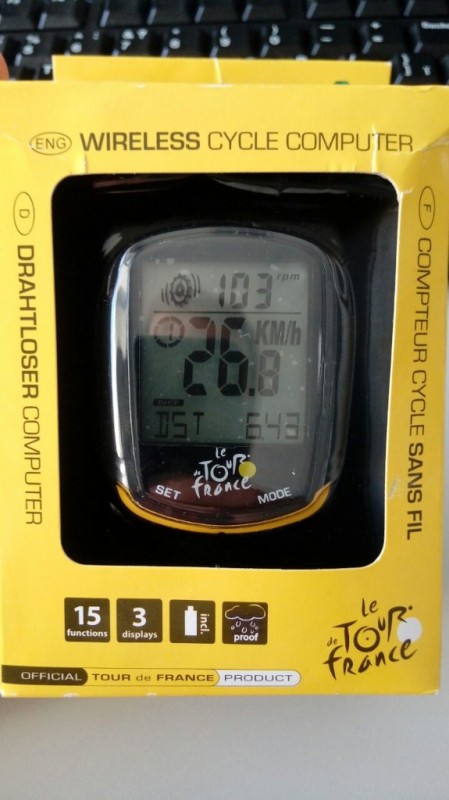 ENG WIRELESS CYCLE COMPUTER
D DRAHTLOSER COMPUTER
F COMPTEUR CYCLE SANS FIL
103 rpm
26.8 KM/h
DST 6.43
le
de TOUR
france
SET MODE
15 functions
3 displays
incl.
proof
le
de TOUR
france
OFFICIAL TOUR de FRANCE PRODUCT